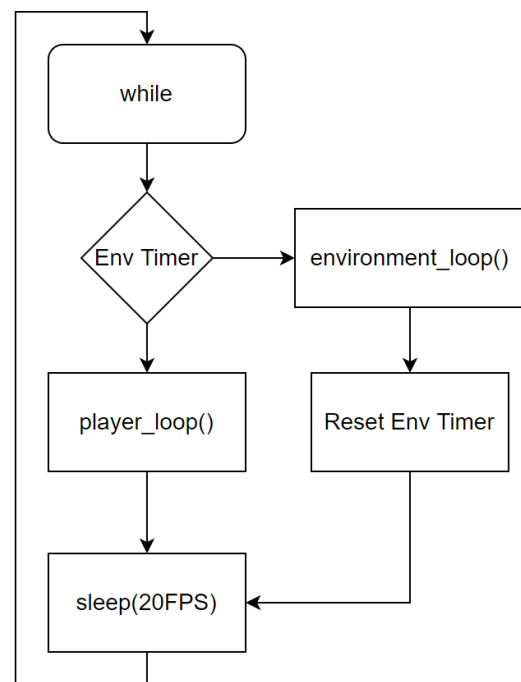 while
Env Timer
environment_loop()
player_loop()
Reset Env Timer
sleep(20FPS)